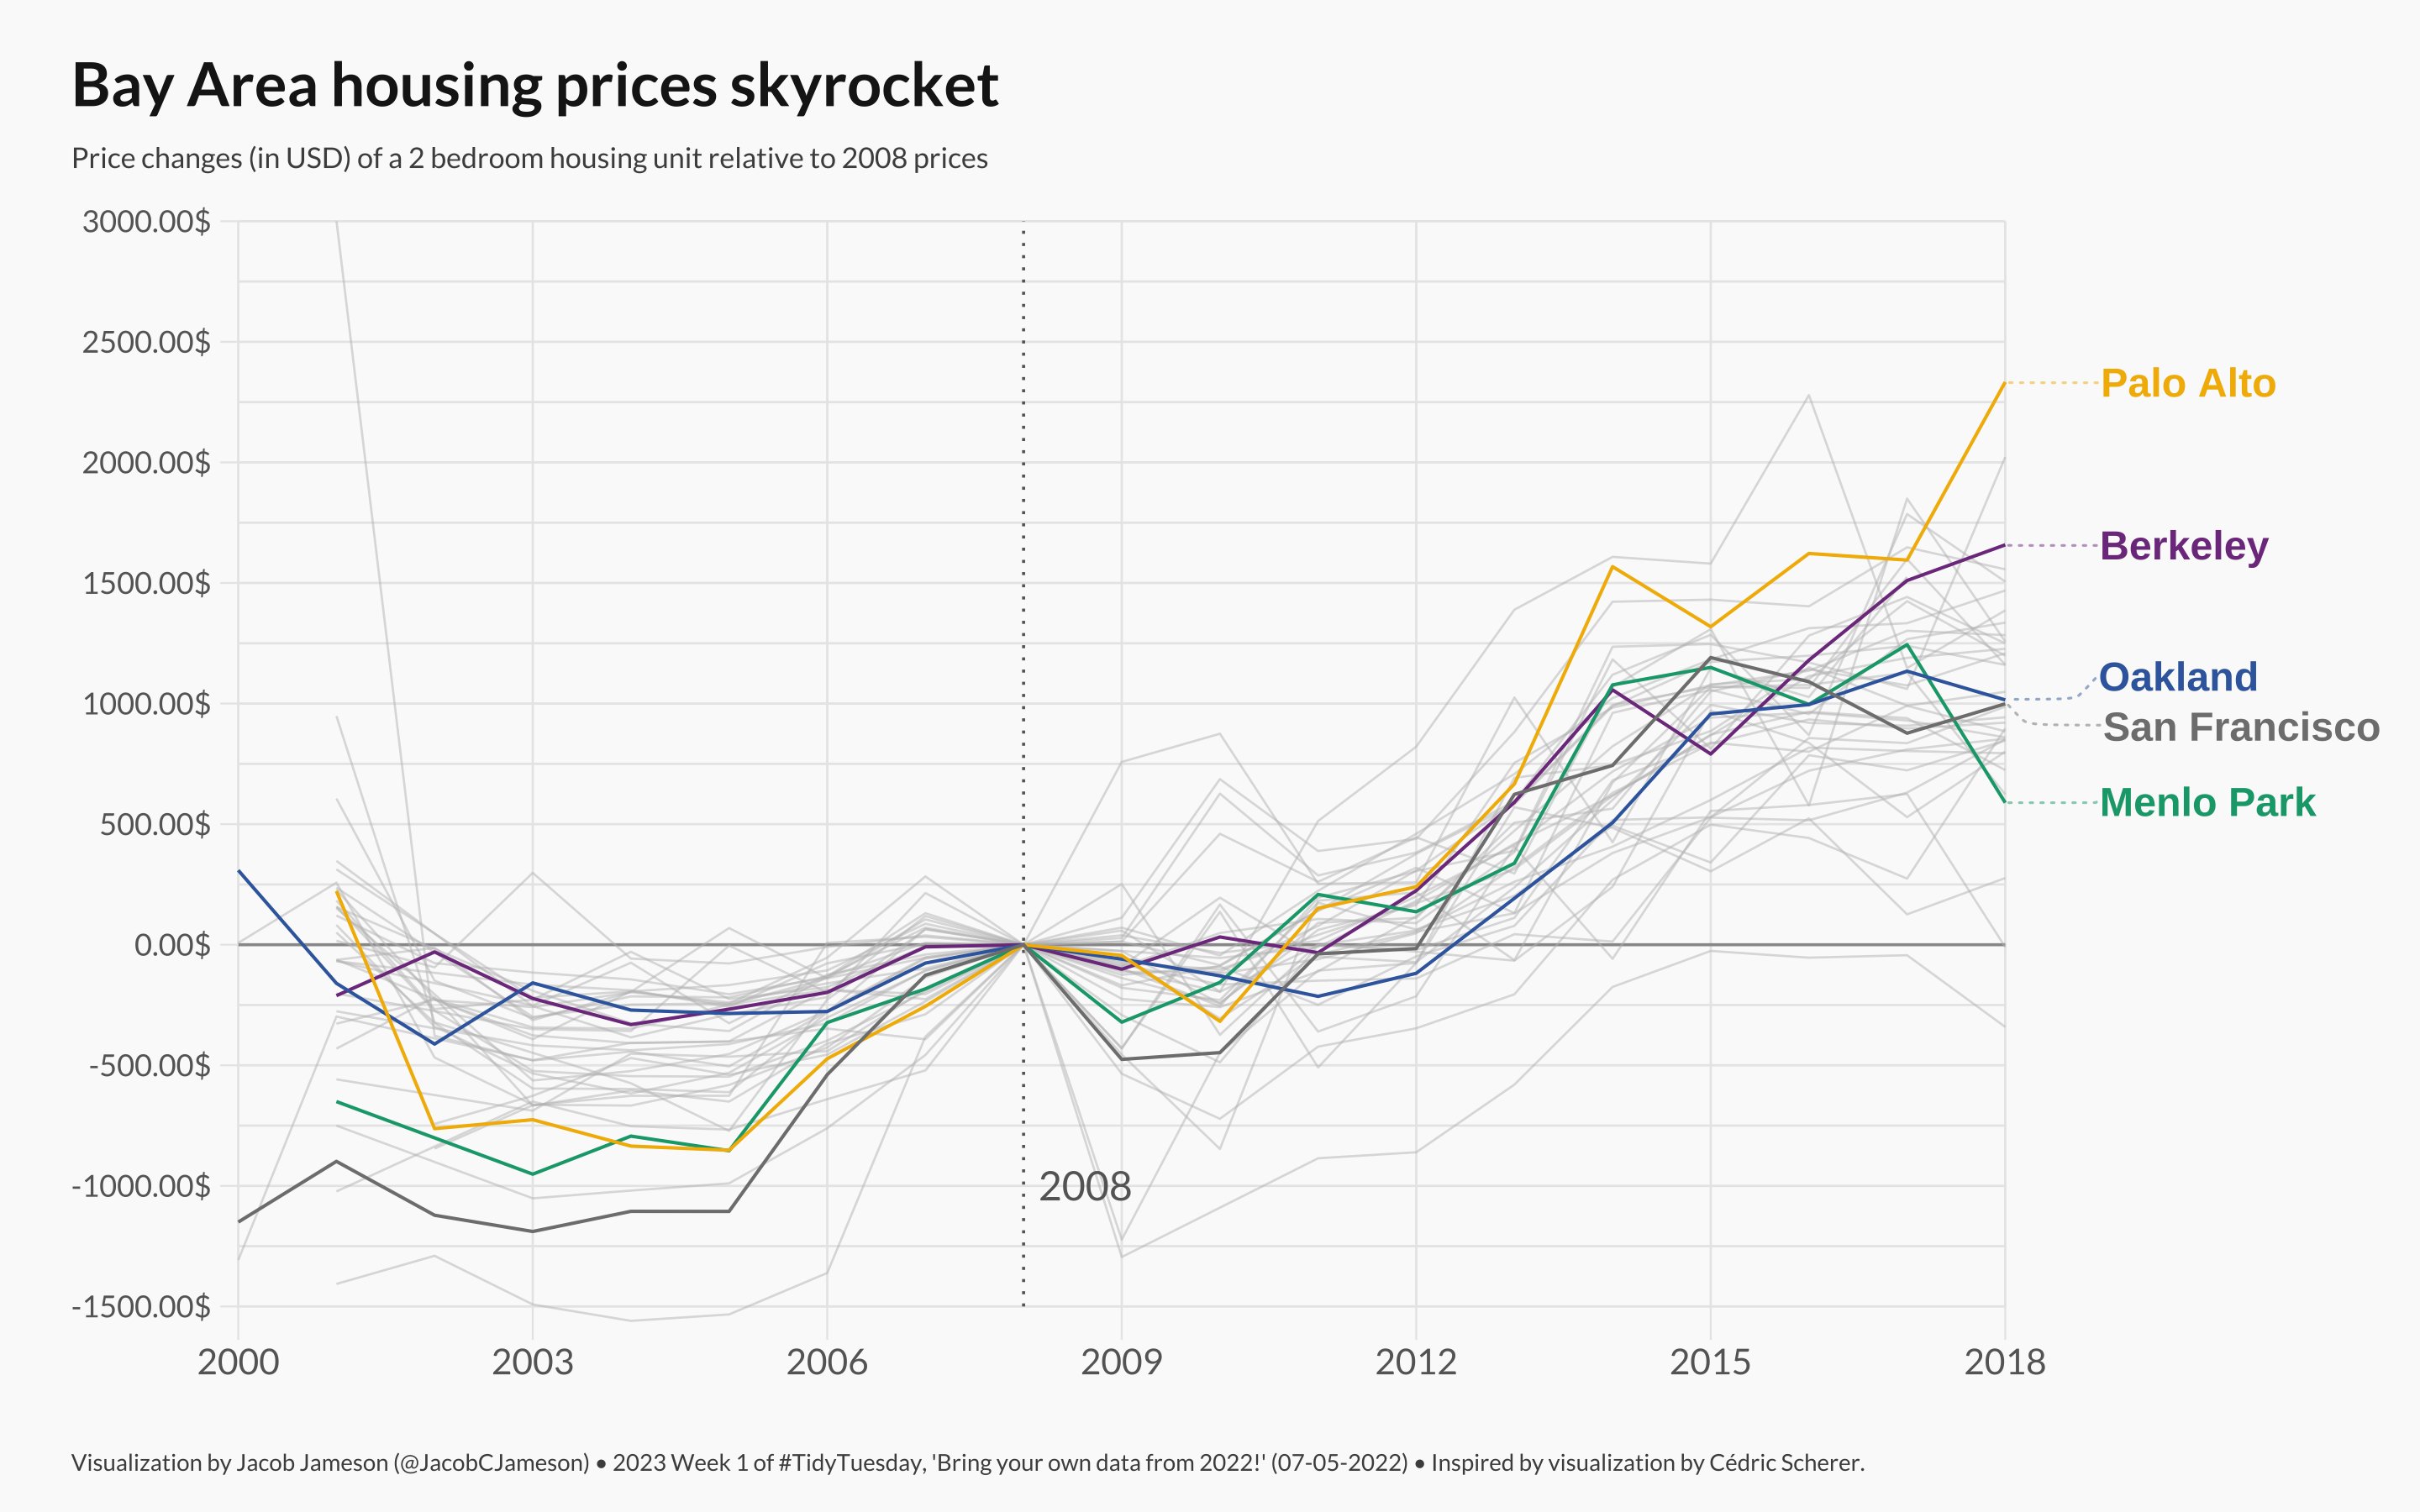 Bay Area housing prices skyrocket
Price changes (in USD) of a 2 bedroom housing unit relative to 2008 prices
3000.00$
2500.00$
2000.00$
1500.00$
1000.00$
500.00$
0.00$
-500.00$
-1000.00$
-1500.00$
2008
Palo Alto
Berkeley
Oakland
San Francisco
Menlo Park
2000 2003 2006 2009 2012 2015 2018
Visualization by Jacob Jameson (@JacobCJameson) • 2023 Week 1 of #TidyTuesday, 'Bring your own data from 2022!' (07-05-2022) • Inspired by visualization by Cédric Scherer.